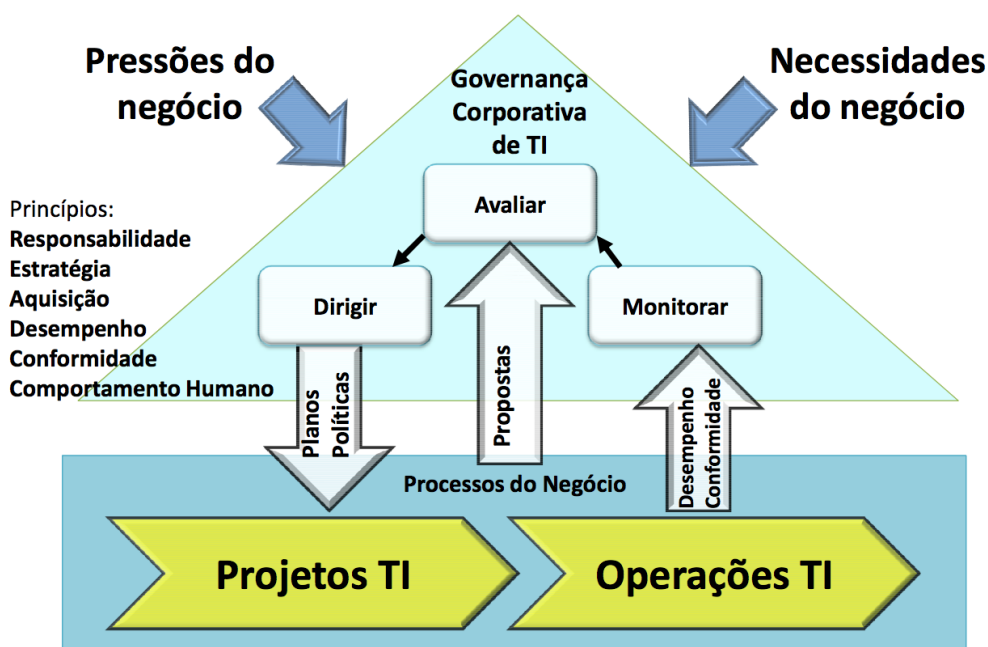 Pressões do
negócio
Necessidades
do negócio
Governança
Corporativa
de TI
Avaliar
Dirigir
Monitorar
Princípios:
Responsabilidade
Estratégia
Aquisição
Desempenho
Conformidade
Comportamento Humano
Planos
Políticas
Propostas
Desempenho
Conformidade
Processos do Negócio
Projetos TI
Operações TI